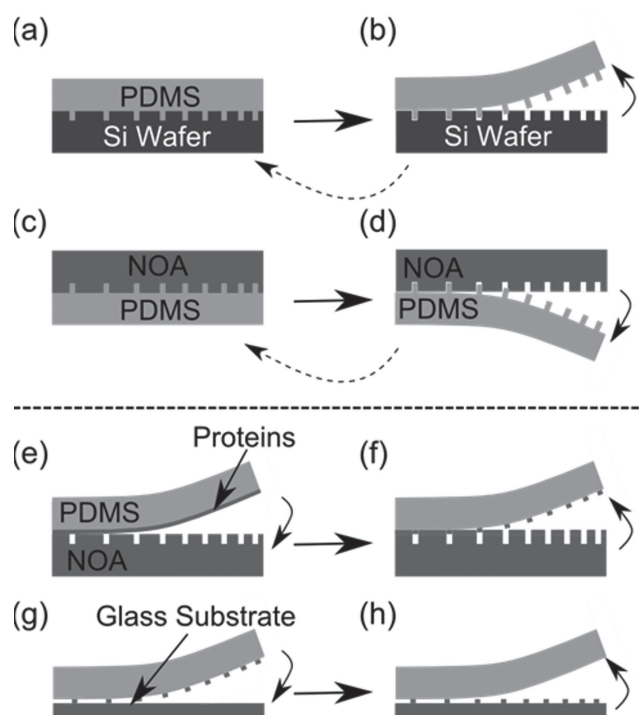 (a)
(b)
PDMS
Si Wafer
Si Wafer
(c)
(d)
NOA
PDMS
NOA
PDMS
(e)
Proteins
(f)
PDMS
NOA
(g)
Glass Substrate
(h)